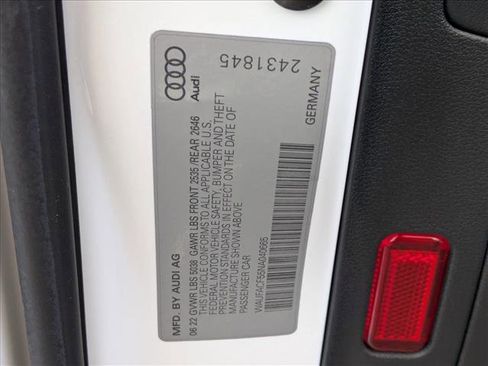 MFD. BY AUDI AG
06.22 GVWR LBS 5038 GAWR LBS FRONT 2535 /REAR 2646
THIS VEHICLE CONFORMS TO ALL APPLICABLE U.S.
FEDERAL MOTOR VEHICLE SAFETY, BUMPER AND THEFT
PREVENTION STANDARDS IN EFFECT ON THE DATE OF
MANUFACTURE SHOWN ABOVE
PASSENGER CAR
WAUFACF55NA040665
Audi
2431845
GERMANY